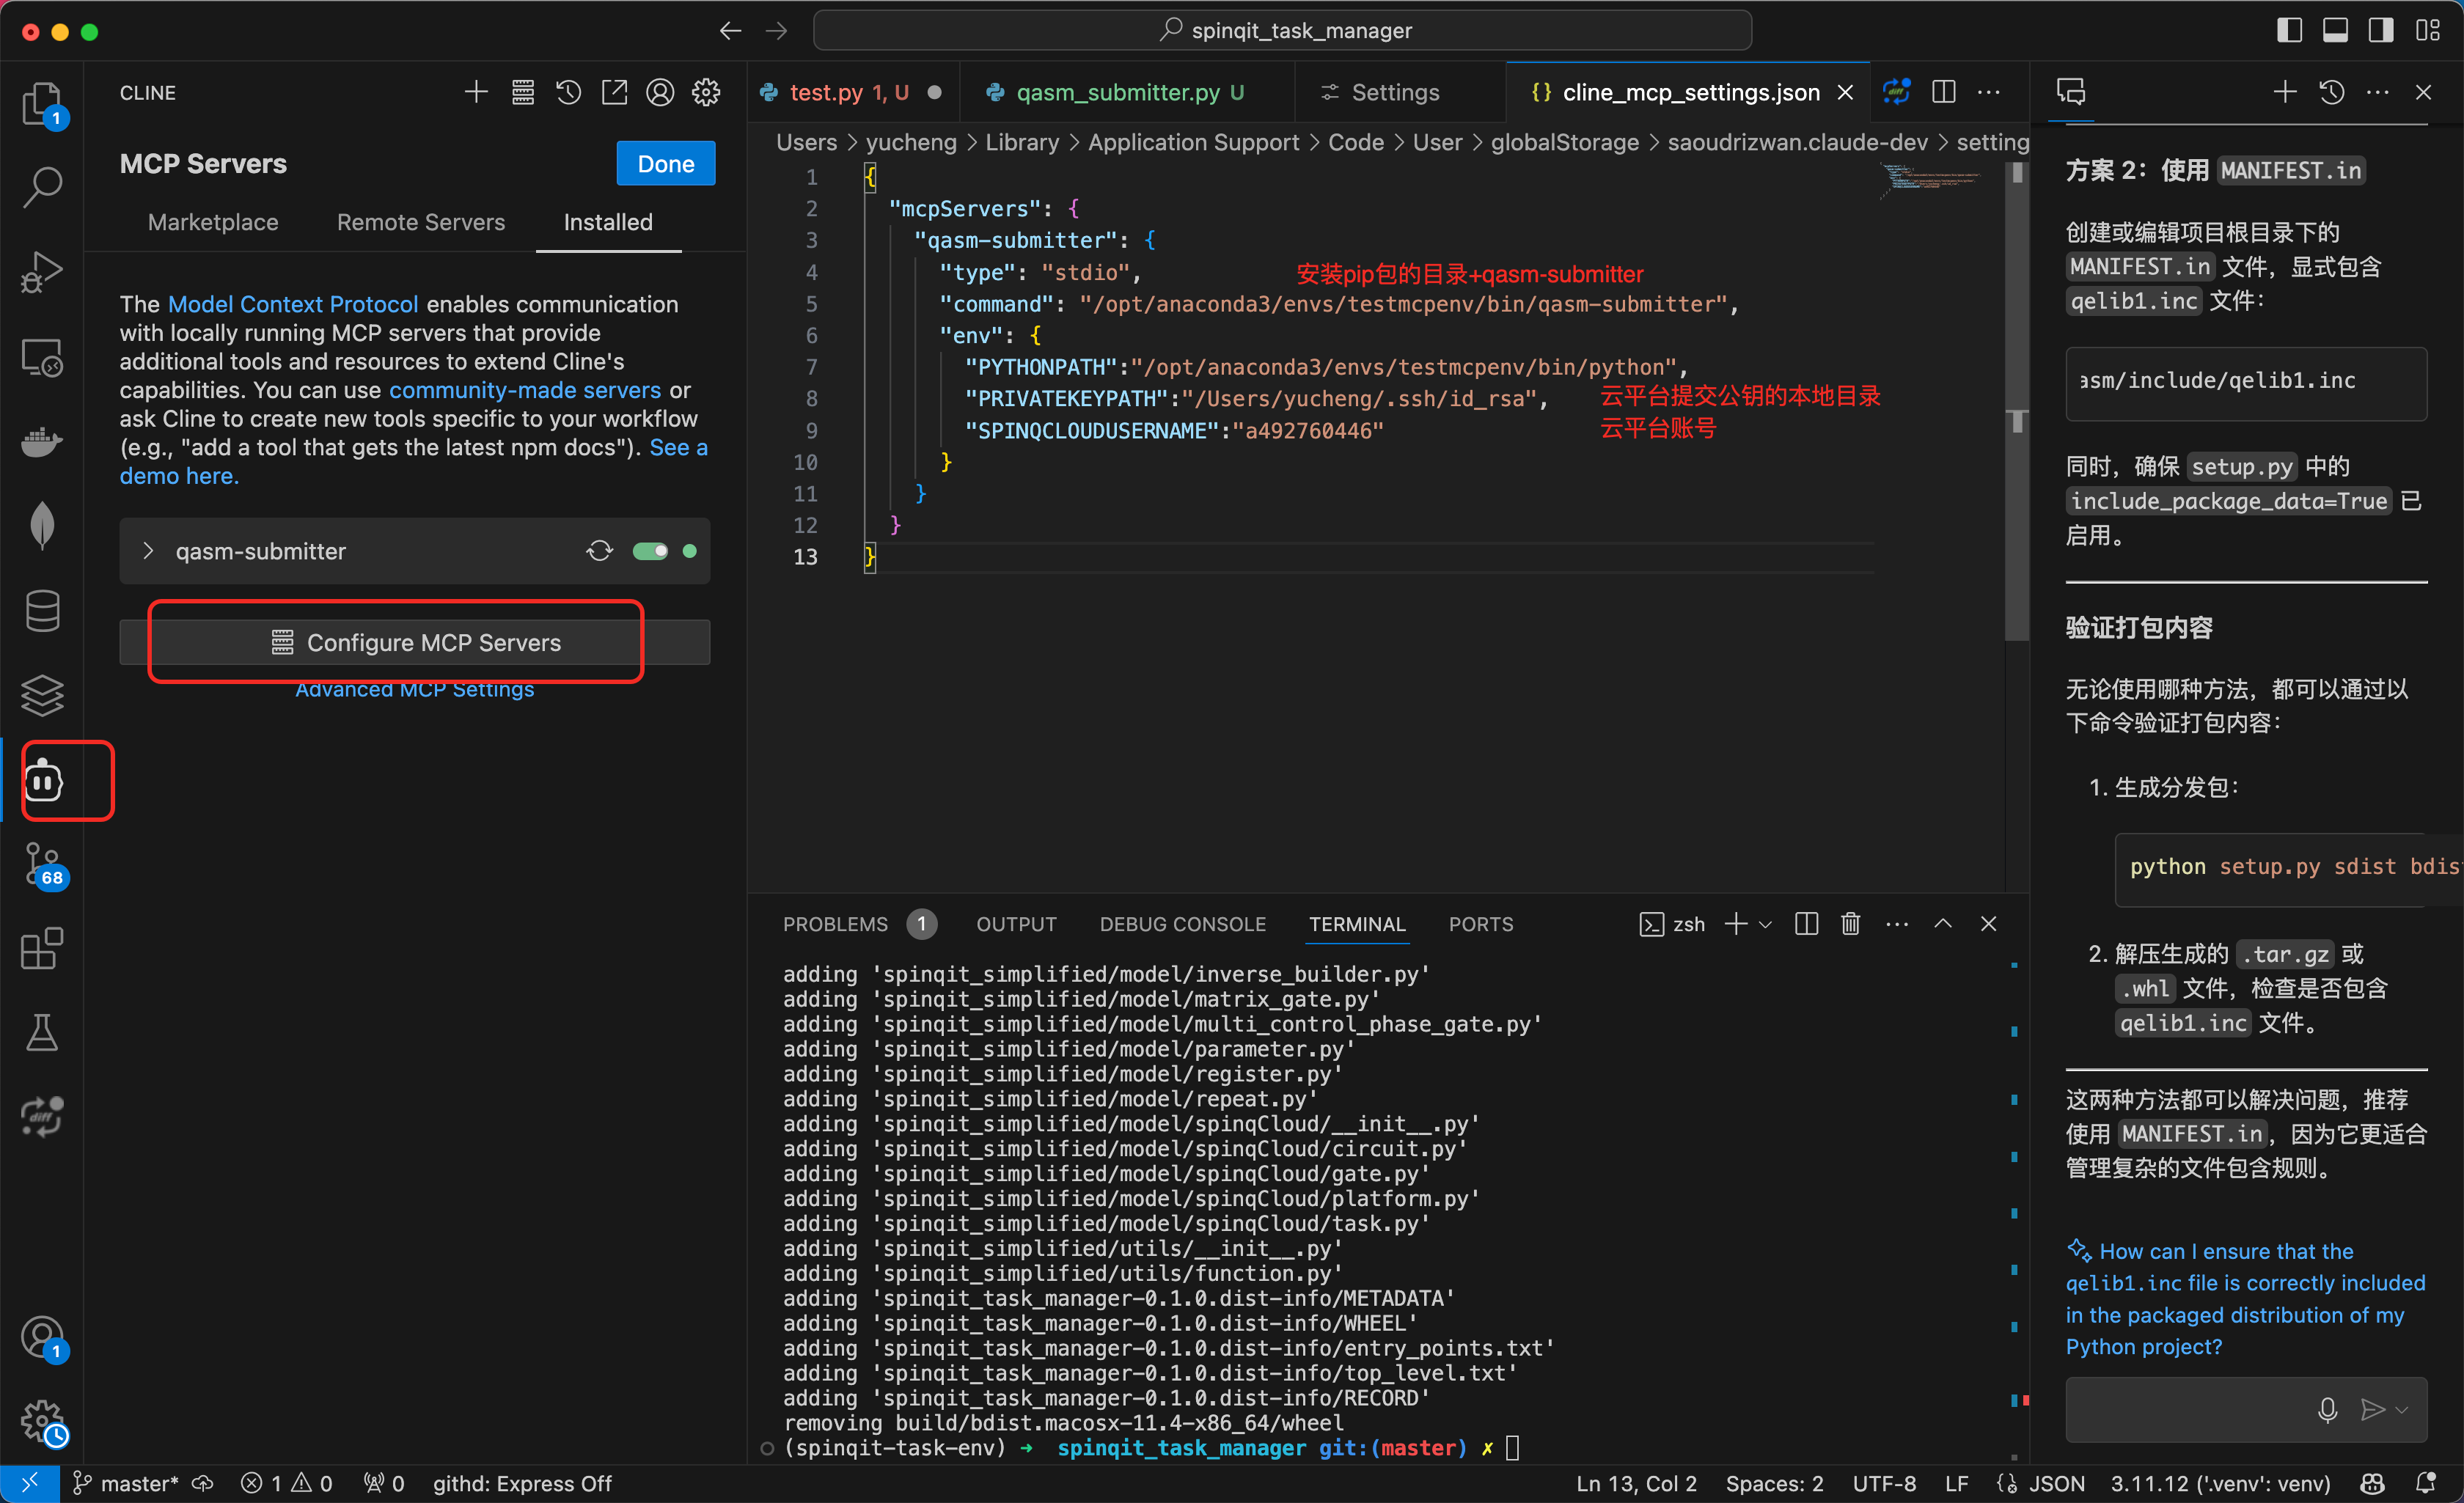 spinqit_task_manager
CLINE
MCP Servers
Done
Marketplace
Remote Servers
Installed
The Model Context Protocol enables communication
with locally running MCP servers that provide
additional tools and resources to extend Cline's
capabilities. You can use community-made servers or
ask Cline to create new tools specific to your workflow
(e.g., "add a tool that gets the latest npm docs"). See a
demo here.
qasm-submitter
Configure MCP Servers
Advanced MCP Settings
1
68
1
test.py 1, U
qasm_submitter.py U
Settings
{} cline_mcp_settings.json
Users > yucheng > Library > Application Support > Code > User > globalStorage > saoudrizwan.claude-dev > setting
1 {
2 "mcpServers": {
3 "qasm-submitter": {
4 "type": "stdio", 安装pip包的目录+qasm-submitter
5 "command": "/opt/anaconda3/envs/testmcpenv/bin/qasm-submitter",
6 "env": {
7 "PYTHONPATH":"/opt/anaconda3/envs/testmcpenv/bin/python",
8 "PRIVATEKEYPATH":"/Users/yucheng/.ssh/id_rsa", 云平台提交公钥的本地目录
9 "SPINQCLOUDUSERNAME":"a492760446" 云平台账号
10 }
11 }
12 }
13 }
PROBLEMS 1 OUTPUT DEBUG CONSOLE TERMINAL PORTS zsh
adding 'spinqit_simplified/model/inverse_builder.py'
adding 'spinqit_simplified/model/matrix_gate.py'
adding 'spinqit_simplified/model/multi_control_phase_gate.py'
adding 'spinqit_simplified/model/parameter.py'
adding 'spinqit_simplified/model/register.py'
adding 'spinqit_simplified/model/repeat.py'
adding 'spinqit_simplified/model/spinqCloud/__init__.py'
adding 'spinqit_simplified/model/spinqCloud/circuit.py'
adding 'spinqit_simplified/model/spinqCloud/gate.py'
adding 'spinqit_simplified/model/spinqCloud/platform.py'
adding 'spinqit_simplified/model/spinqCloud/task.py'
adding 'spinqit_simplified/utils/__init__.py'
adding 'spinqit_simplified/utils/function.py'
adding 'spinqit_task_manager-0.1.0.dist-info/METADATA'
adding 'spinqit_task_manager-0.1.0.dist-info/WHEEL'
adding 'spinqit_task_manager-0.1.0.dist-info/entry_points.txt'
adding 'spinqit_task_manager-0.1.0.dist-info/top_level.txt'
adding 'spinqit_task_manager-0.1.0.dist-info/RECORD'
removing build/bdist.macosx-11.4-x86_64/wheel
(spinqit-task-env) ➜ spinqit_task_manager git:(master) ✗
方案 2：使用 MANIFEST.in
创建或编辑项目根目录下的
MANIFEST.in 文件，显式包含
qelib1.inc 文件：
asm/include/qelib1.inc
同时，确保 setup.py 中的
include_package_data=True 已
启用。
验证打包内容
无论使用哪种方法，都可以通过以
下命令验证打包内容：
1. 生成分发包：
python setup.py sdist bdis
2. 解压生成的 .tar.gz 或
.whl 文件，检查是否包含
qelib1.inc 文件。
这两种方法都可以解决问题，推荐
使用 MANIFEST.in，因为它更适合
管理复杂的文件包含规则。
How can I ensure that the
qelib1.inc file is correctly included
in the packaged distribution of my
Python project?
master* 1 0 0 githd: Express Off
Ln 13, Col 2 Spaces: 2 UTF-8 LF JSON 3.11.12 ('.venv': venv)